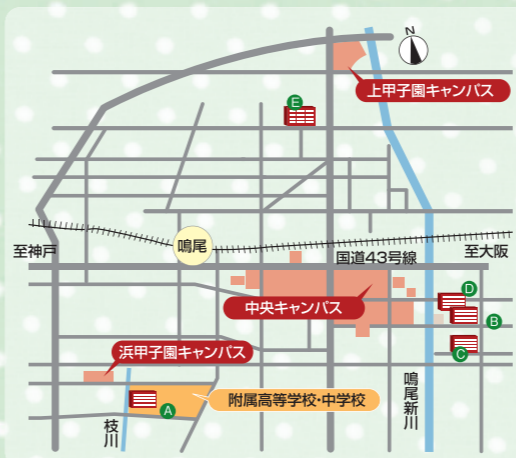 N
上甲子園キャンパス
E
鳴尾
至神戸
国道43号線
至大阪
中央キャンパス
D
B
C
浜甲子園キャンパス
附属高等学校・中学校
A
枝川
鳴尾新川